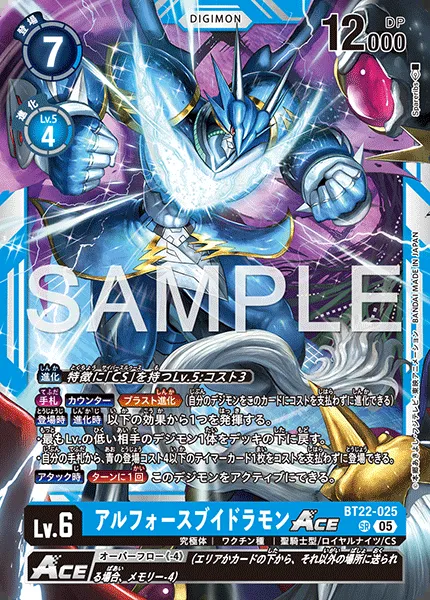 DIGIMON
登場
7
12000
DP
進化
Lv.5
4
Spareribs
BANDAI MADE IN JAPAN
SAMPLE
進化 特徴に「CS」を持つLv.5:コスト3
手札 カウンター ブラスト進化 (自分のデジモンをこのカードにコストを支払わずに進化できる)
登場時 進化時 以下の効果から1つを発揮する。
・最もLv.の低い相手のデジモン1体をデッキの下に戻す。
・自分の手札から、青の登場コスト4以下のテイマーカード1枚をコストを支払わずに登場できる。
アタック時 ターンに1回 このデジモンをアクティブにできる。
BT22-025
Lv.6
アルフォースブイドラモンACE
SR
05
究極体 | ワクチン種 | 聖騎士型/ロイヤルナイツ/CS
ACE
オーバーフロー《-4》
(エリアかカードの下から、それ以外の場所に送られる場合、メモリー-4)